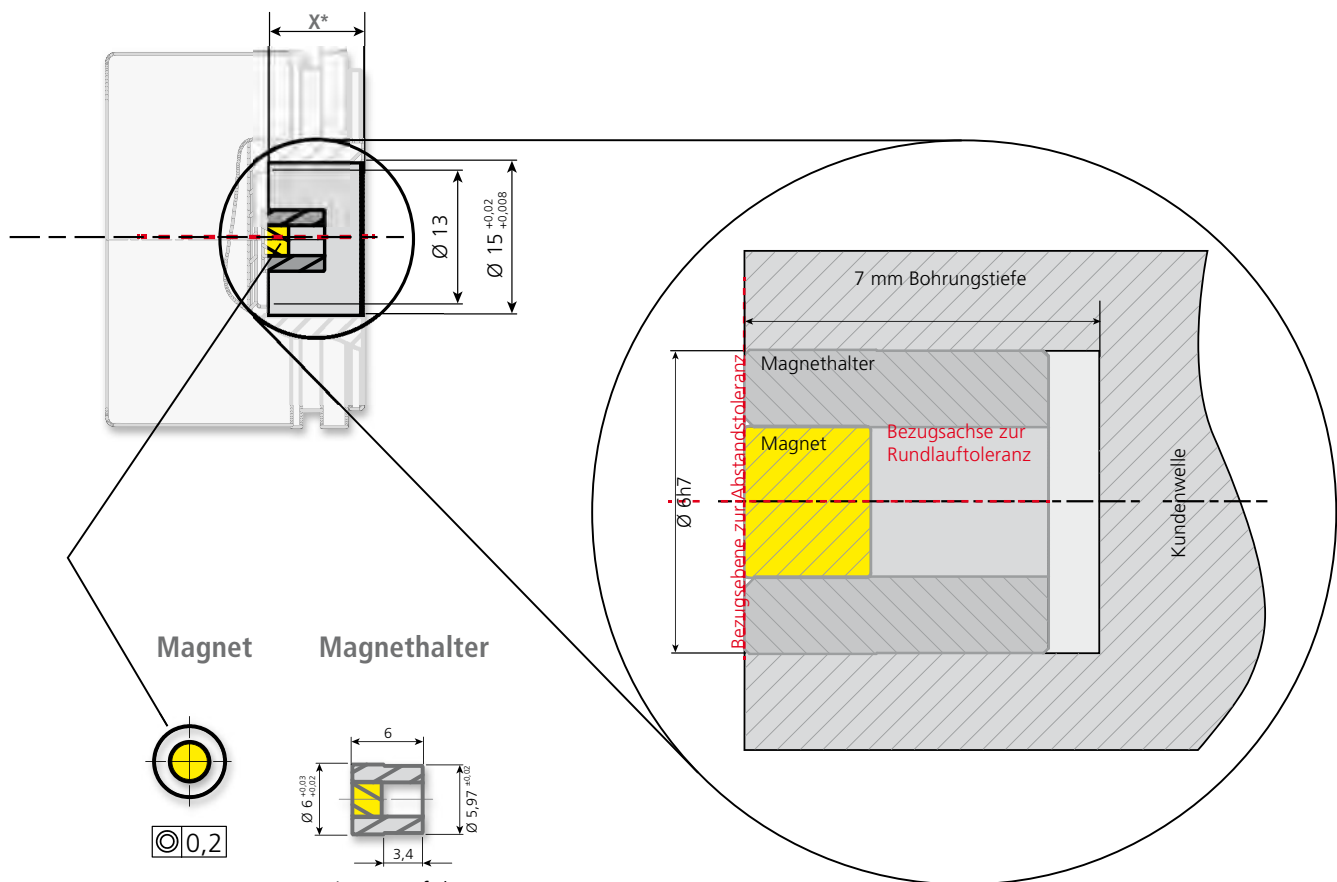 X*
Ø 13
Ø 15 +0,02 +0,008
7 mm Bohrungstiefe
Magnethalter
Magnet
Bezugsachse zur
Rundlauftoleranz
Ø 6h7
Bezugsebene zur Abstandstoleranz
Kundenwelle
Magnet
Magnethalter
0,2
6
Ø 6 +0,03 +0,02
Ø 5,97 ±0,02
3,4